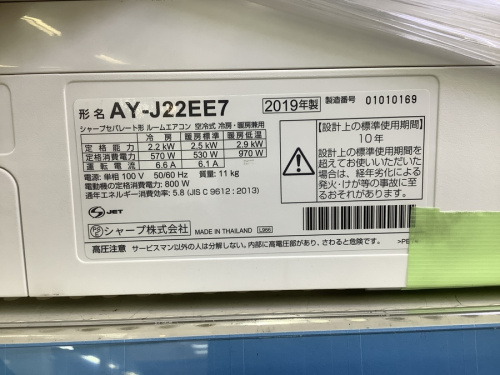 形名 AY-J22EE7 2019年製 製造番号 01010169
シャープセパレート形 ルームエアコン 空冷式 冷房・暖房兼用
冷房 暖房標準 暖房低温
定格能力 2.2 kW 2.5 kW 2.9 kW
定格消費電力 570 W 530 W 970 W
運転電流 6.6 A 6.1 A
電源: 単相 100 V 50/60 Hz 質量: 11 kg
電動機の定格消費電力: 800 W
通年エネルギー消費効率: 5.8 (JIS C 9612 : 2013)
【設計上の標準使用期間】
10年
設計上の標準使用期間を
超えてお使いいただいた
場合は、経年劣化による
発火・けが等の事故に至
るおそれがあります。
S JET
PSE シャープ株式会社 MADE IN THAILAND L966
高圧注意 サービスマン以外の人は分解しない。内部に高電圧部があり、さわると危険です。